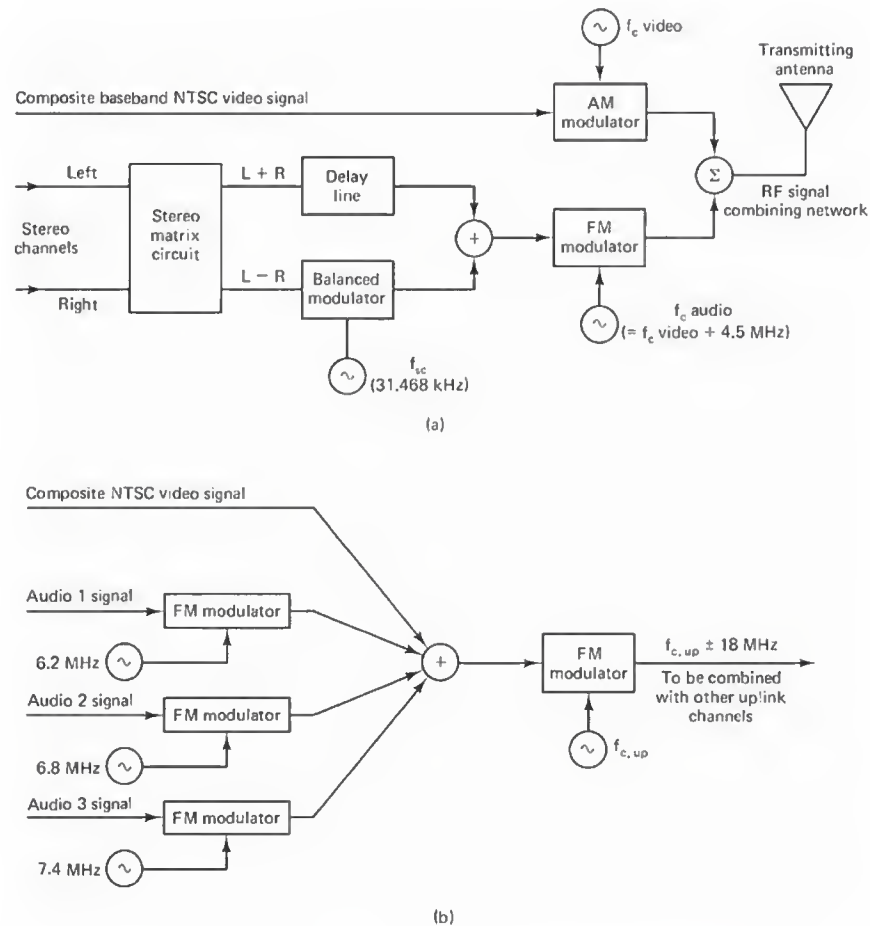 f_c video
Transmitting
antenna
Composite baseband NTSC video signal
AM
modulator
Left
L + R
Delay
line
Σ
Stereo
channels
Stereo
matrix
circuit
+
FM
modulator
RF signal
combining network
L − R
Balanced
modulator
Right
f_c audio
(= f_c video + 4.5 MHz)
f_sc
(31.468 kHz)
(a)
Composite NTSC video signal
Audio 1 signal
FM modulator
6.2 MHz
+
FM
modulator
f_c, up ± 18 MHz
To be combined
with other uplink
channels
Audio 2 signal
FM modulator
6.8 MHz
f_c, up
Audio 3 signal
FM modulator
7.4 MHz
(b)